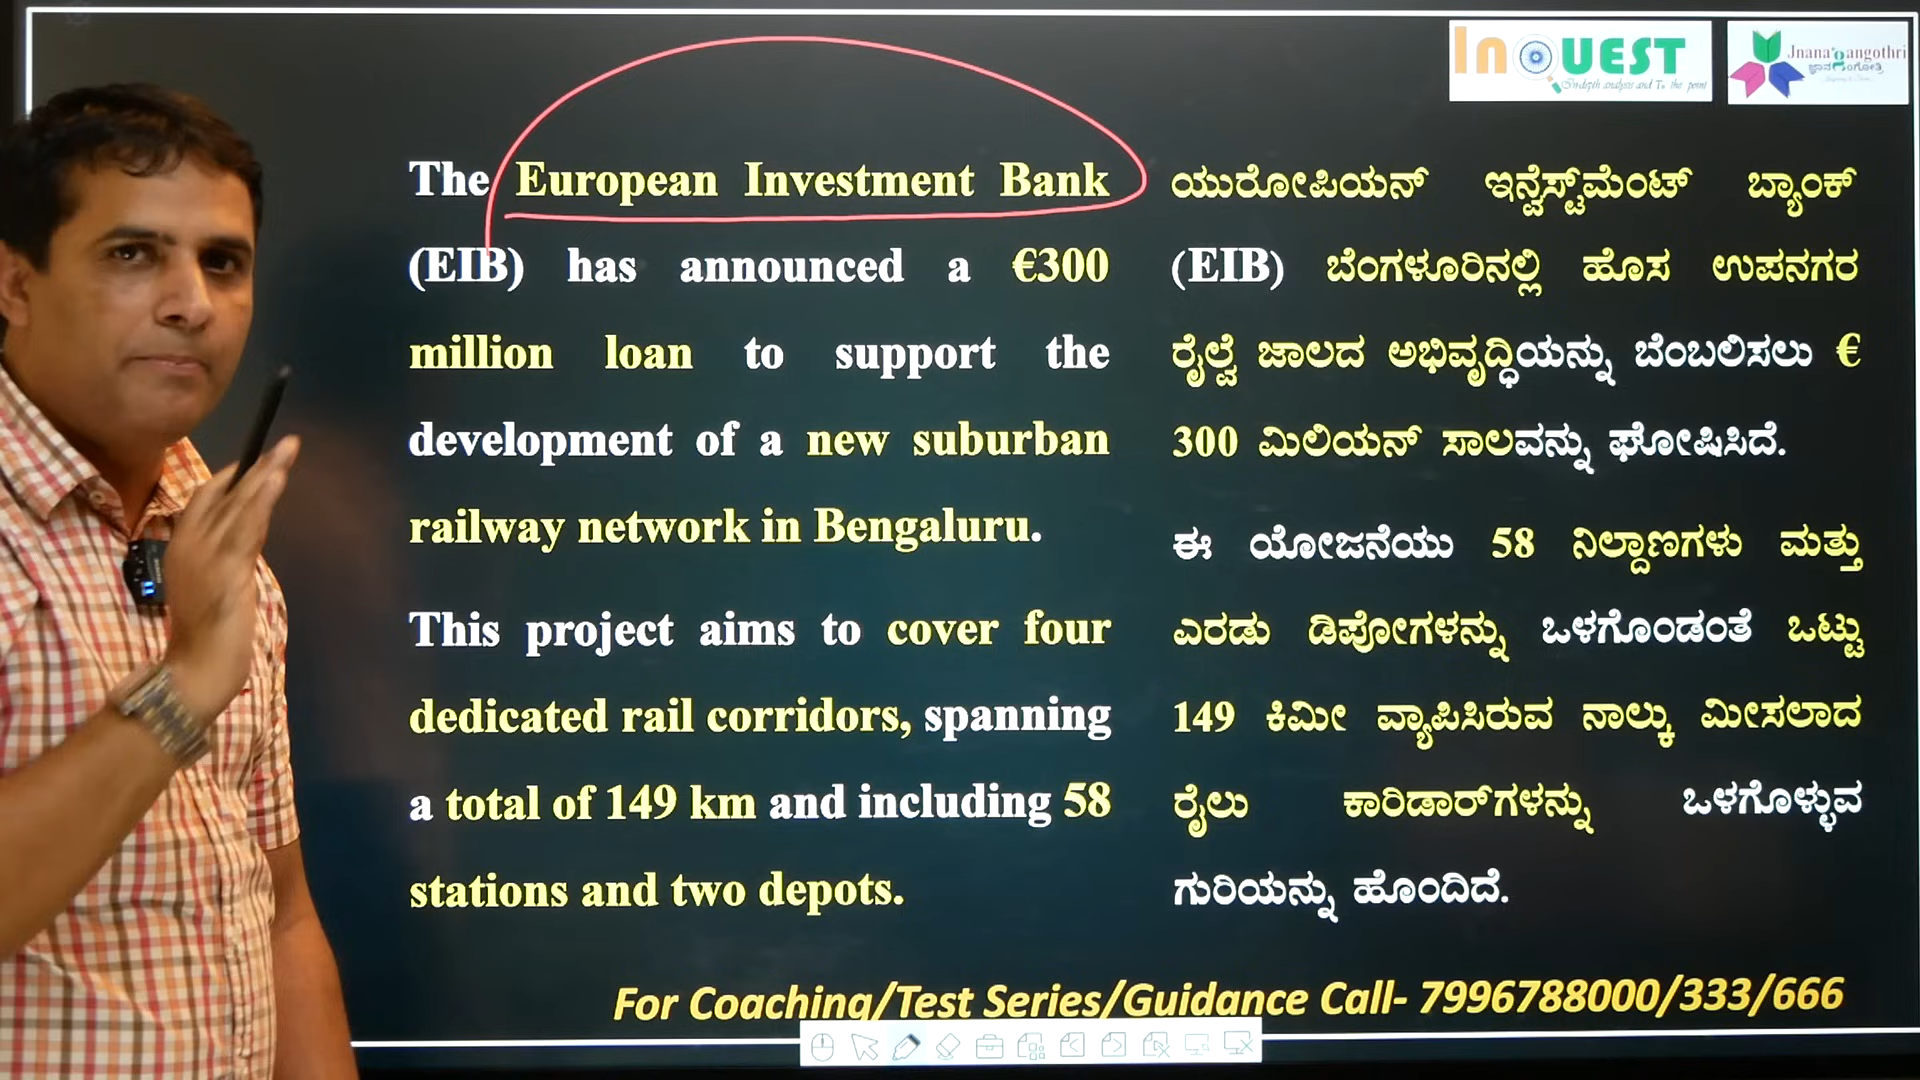 InQUEST
In-depth analysis and To the point
Jnanagangothri
ಜ್ಞಾನಗಂಗೋತ್ರಿ
The European Investment Bank
(EIB) has announced a €300
million loan to support the
development of a new suburban
railway network in Bengaluru.
This project aims to cover four
dedicated rail corridors, spanning
a total of 149 km and including 58
stations and two depots.
ಯುರೋಪಿಯನ್ ಇನ್ವೆಸ್ಟ್‌ಮೆಂಟ್ ಬ್ಯಾಂಕ್
(EIB) ಬೆಂಗಳೂರಿನಲ್ಲಿ ಹೊಸ ಉಪನಗರ
ರೈಲ್ವೆ ಜಾಲದ ಅಭಿವೃದ್ಧಿಯನ್ನು ಬೆಂಬಲಿಸಲು €
300 ಮಿಲಿಯನ್ ಸಾಲವನ್ನು ಘೋಷಿಸಿದೆ.
ಈ ಯೋಜನೆಯು 58 ನಿಲ್ದಾಣಗಳು ಮತ್ತು
ಎರಡು ಡಿಪೋಗಳನ್ನು ಒಳಗೊಂಡಂತೆ ಒಟ್ಟು
149 ಕಿಮೀ ವ್ಯಾಪಿಸಿರುವ ನಾಲ್ಕು ಮೀಸಲಾದ
ರೈಲು ಕಾರಿಡಾರ್‌ಗಳನ್ನು ಒಳಗೊಳ್ಳುವ
ಗುರಿಯನ್ನು ಹೊಂದಿದೆ.
For Coaching/Test Series/Guidance Call- 7996788000/333/666